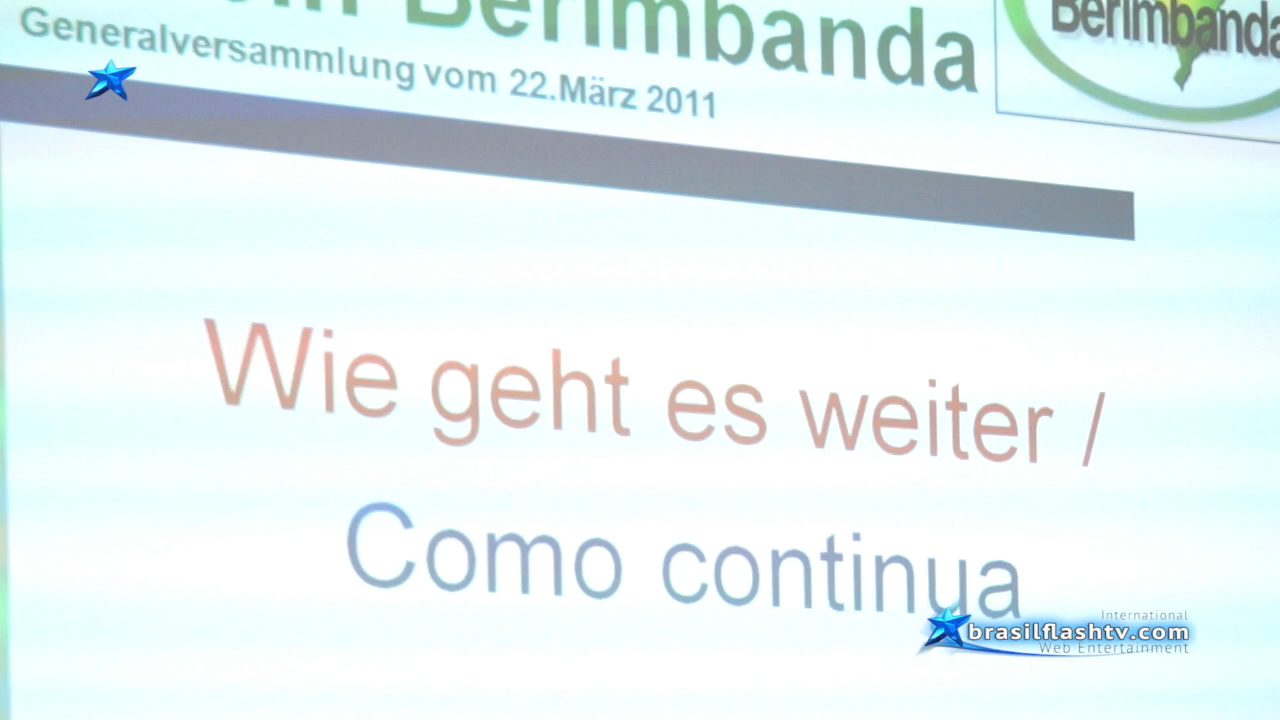 Berimbanda
Berimbanda
Generalversammlung vom 22.März 2011
Wie geht es weiter /
Como continua
International
brasilflashtv.com
Web Entertainment